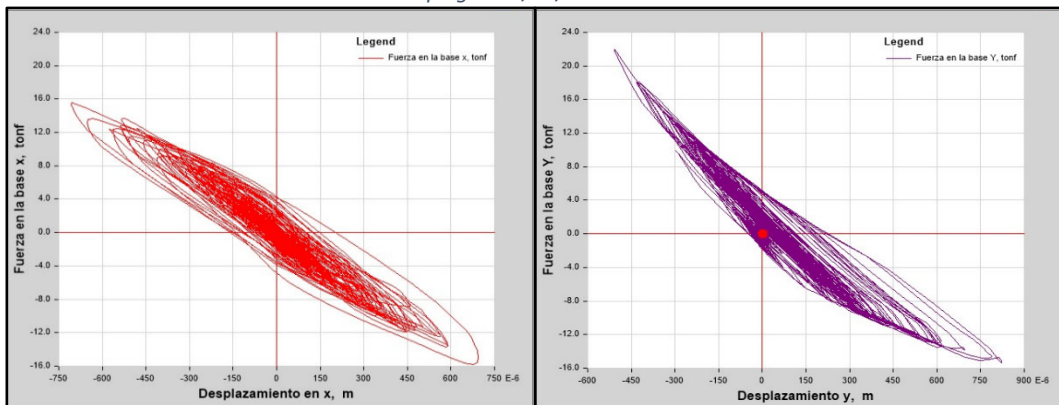 24.0
20.0
16.0
12.0
8.0
4.0
0.0
-4.0
-8.0
-12.0
-16.0
Fuerza en la base x, tonf
Legend
Fuerza en la base x, tonf
-750 -600 -450 -300 -150 0 150 300 450 600 750 E-6
Desplazamiento en x, m
24.0
20.0
16.0
12.0
8.0
4.0
0.0
-4.0
-8.0
-12.0
-16.0
Fuerza en la base Y, tonf
Legend
Fuerza en la base Y, tonf
-600 -450 -300 -150 0 150 300 450 600 750 900 E-6
Desplazamiento y, m